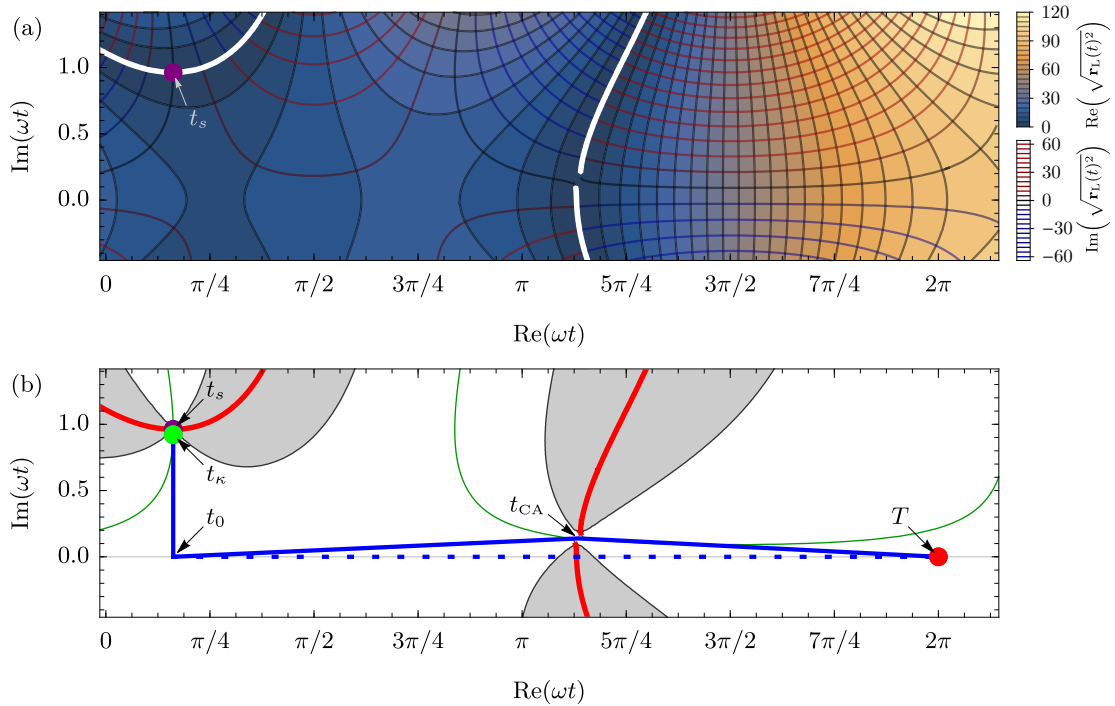 (a)
Im(ωt)
1.0
0.5
0.0
t_s
0 π/4 π/2 3π/4 π 5π/4 3π/2 7π/4 2π
Re(ωt)
120
90
60
30
0
Re(√r_L(t)²)
60
30
0
−30
−60
Im(√r_L(t)²)
(b)
Im(ωt)
1.0
0.5
0.0
t_s
t_κ
t_0
t_CA
T
0 π/4 π/2 3π/4 π 5π/4 3π/2 7π/4 2π
Re(ωt)